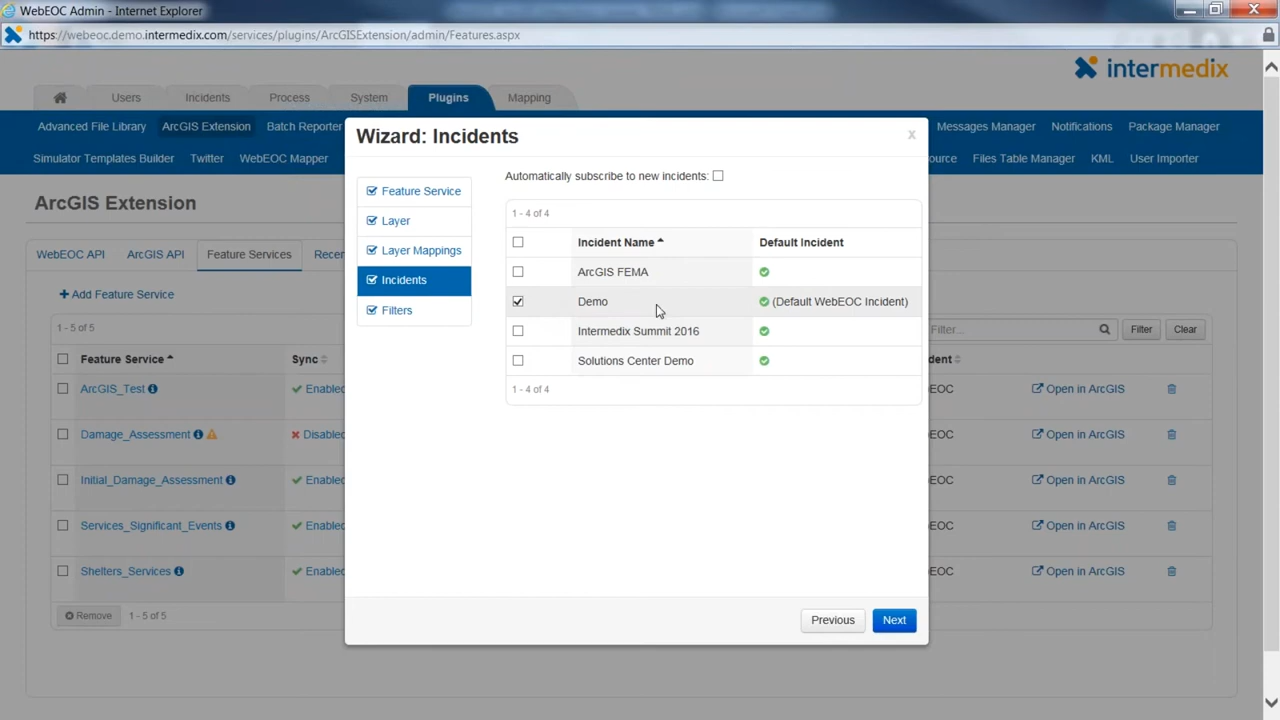 WebEOC Admin - Internet Explorer
https://webeoc.demo.intermedix.com/services/plugins/ArcGISExtension/admin/Features.aspx
intermedix
Users Incidents Process System Plugins Mapping
Advanced File Library ArcGIS Extension Batch Reporter Messages Manager Notifications Package Manager
Simulator Templates Builder Twitter WebEOC Mapper ource Files Table Manager KML User Importer
ArcGIS Extension
WebEOC API ArcGIS API Feature Services Recen
Add Feature Service
1 - 5 of 5 Filter... Filter Clear
Feature Service Sync dent
ArcGIS_Test Enabled EOC Open in ArcGIS
Damage_Assessment Disabled EOC Open in ArcGIS
Initial_Damage_Assessment Enabled EOC Open in ArcGIS
Services_Significant_Events Enabled EOC Open in ArcGIS
Shelters_Services Enabled EOC Open in ArcGIS
Remove 1 - 5 of 5
Wizard: Incidents x
Feature Service
Layer
Layer Mappings
Incidents
Filters
Automatically subscribe to new incidents:
1 - 4 of 4
Incident Name Default Incident
ArcGIS FEMA
Demo (Default WebEOC Incident)
Intermedix Summit 2016
Solutions Center Demo
1 - 4 of 4
Previous Next